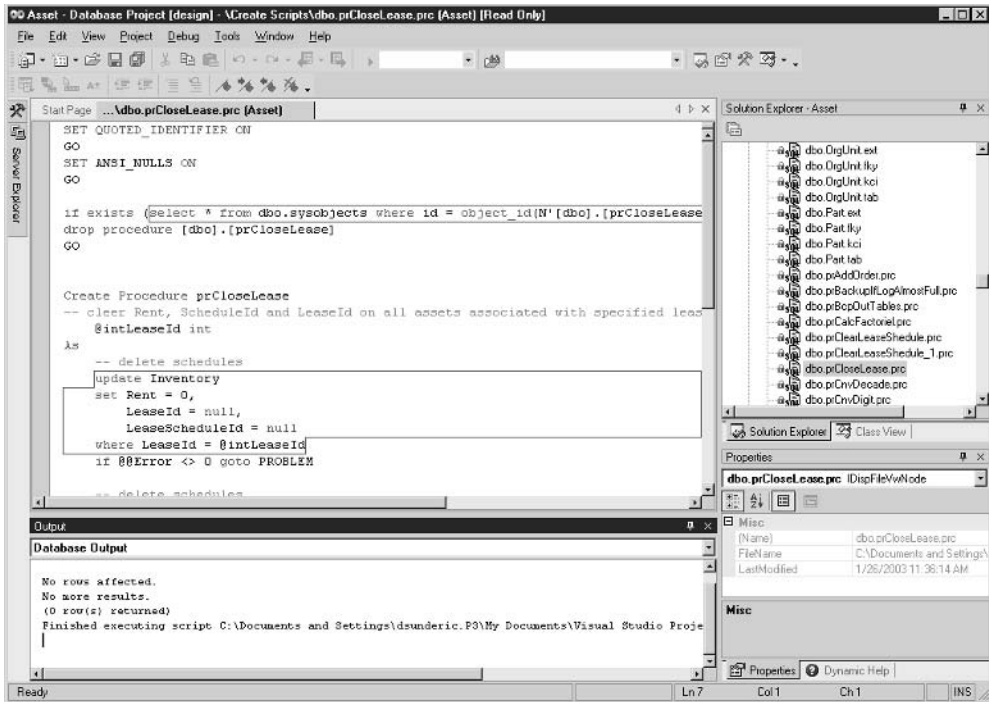 Asset - Database Project [design] - \Create Scripts\dbo.prCloseLease.prc (Asset) [Read Only]
File Edit View Project Debug Tools Window Help
Start Page ...\dbo.prCloseLease.prc (Asset)
Server Explorer
SET QUOTED_IDENTIFIER ON
GO
SET ANSI_NULLS ON
GO
if exists (select * from dbo.sysobjects where id = object_id(N'[dbo].[prCloseLease
drop procedure [dbo].[prCloseLease]
GO
Create Procedure prCloseLease
-- cleer Rent, ScheduleId and LeaseId on all assets associated with specified leas
@intLeaseId int
As
-- delete schedules
update Inventory
set Rent = 0,
LeaseId = null,
LeaseScheduleId = null
where LeaseId = @intLeaseId
if @@Error <> 0 goto PROBLEM
-- delete schedules
Output
Database Output
No rows affected.
No more results.
(0 row(s) returned)
Finished executing script C:\Documents and Settings\dsunderic.P3\My Documents\Visual Studio Proje
Solution Explorer - Asset
dbo.OrgUnit.ext
dbo.OrgUnit.fky
dbo.OrgUnit.kci
dbo.OrgUnit.tab
dbo.Part.ext
dbo.Part.fky
dbo.Part.kci
dbo.Part.tab
dbo.prAddOrder.prc
dbo.prBackupIfLogAlmostFull.prc
dbo.prBcpOutTables.prc
dbo.prCalcFactoriel.prc
dbo.prClearLeaseShedule.prc
dbo.prClearLeaseShedule_1.prc
dbo.prCloseLease.prc
dbo.prCnvDecade.prc
dbo.prCnvDigit.prc
Solution Explorer Class View
Properties
dbo.prCloseLease.prc IDispFileVwNode
Misc
(Name) dbo.prCloseLease.prc
FileName C:\Documents and Settings\
LastModified 1/26/2003 11:36:14 AM
Misc
Properties Dynamic Help
Ready Ln 7 Col 1 Ch 1 INS